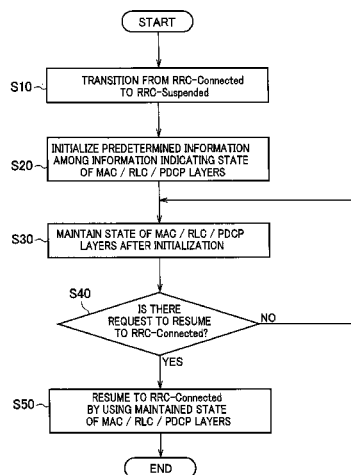 START
S10
TRANSITION FROM RRC-Connected
TO RRC-Suspended
S20
INITIALIZE PREDETERMINED INFORMATION
AMONG INFORMATION INDICATING STATE
OF MAC / RLC / PDCP LAYERS
S30
MAINTAIN STATE OF MAC / RLC / PDCP
LAYERS AFTER INITIALIZATION
S40
IS THERE
REQUEST TO RESUME
TO RRC-Connected?
NO
YES
S50
RESUME TO RRC-Connected
BY USING MAINTAINED STATE
OF MAC / RLC / PDCP LAYERS
END